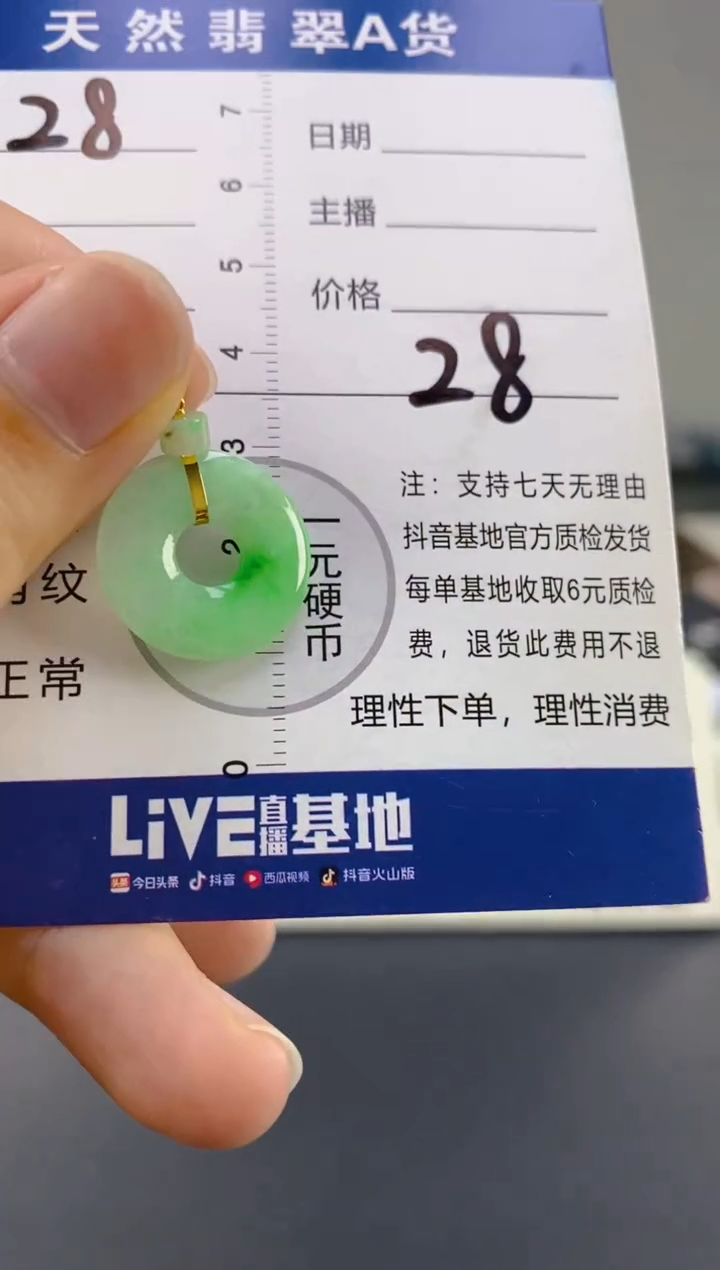 天然翡翠A货
28
日期
主播
价格
28
7
6
5
4
3
2
0
一元硬币
纹
正常
注：支持七天无理由
抖音基地官方质检发货
每单基地收取6元质检
费，退货此费用不退
理性下单，理性消费
LiVE直播基地
头条 今日头条 抖音 西瓜视频 抖音火山版